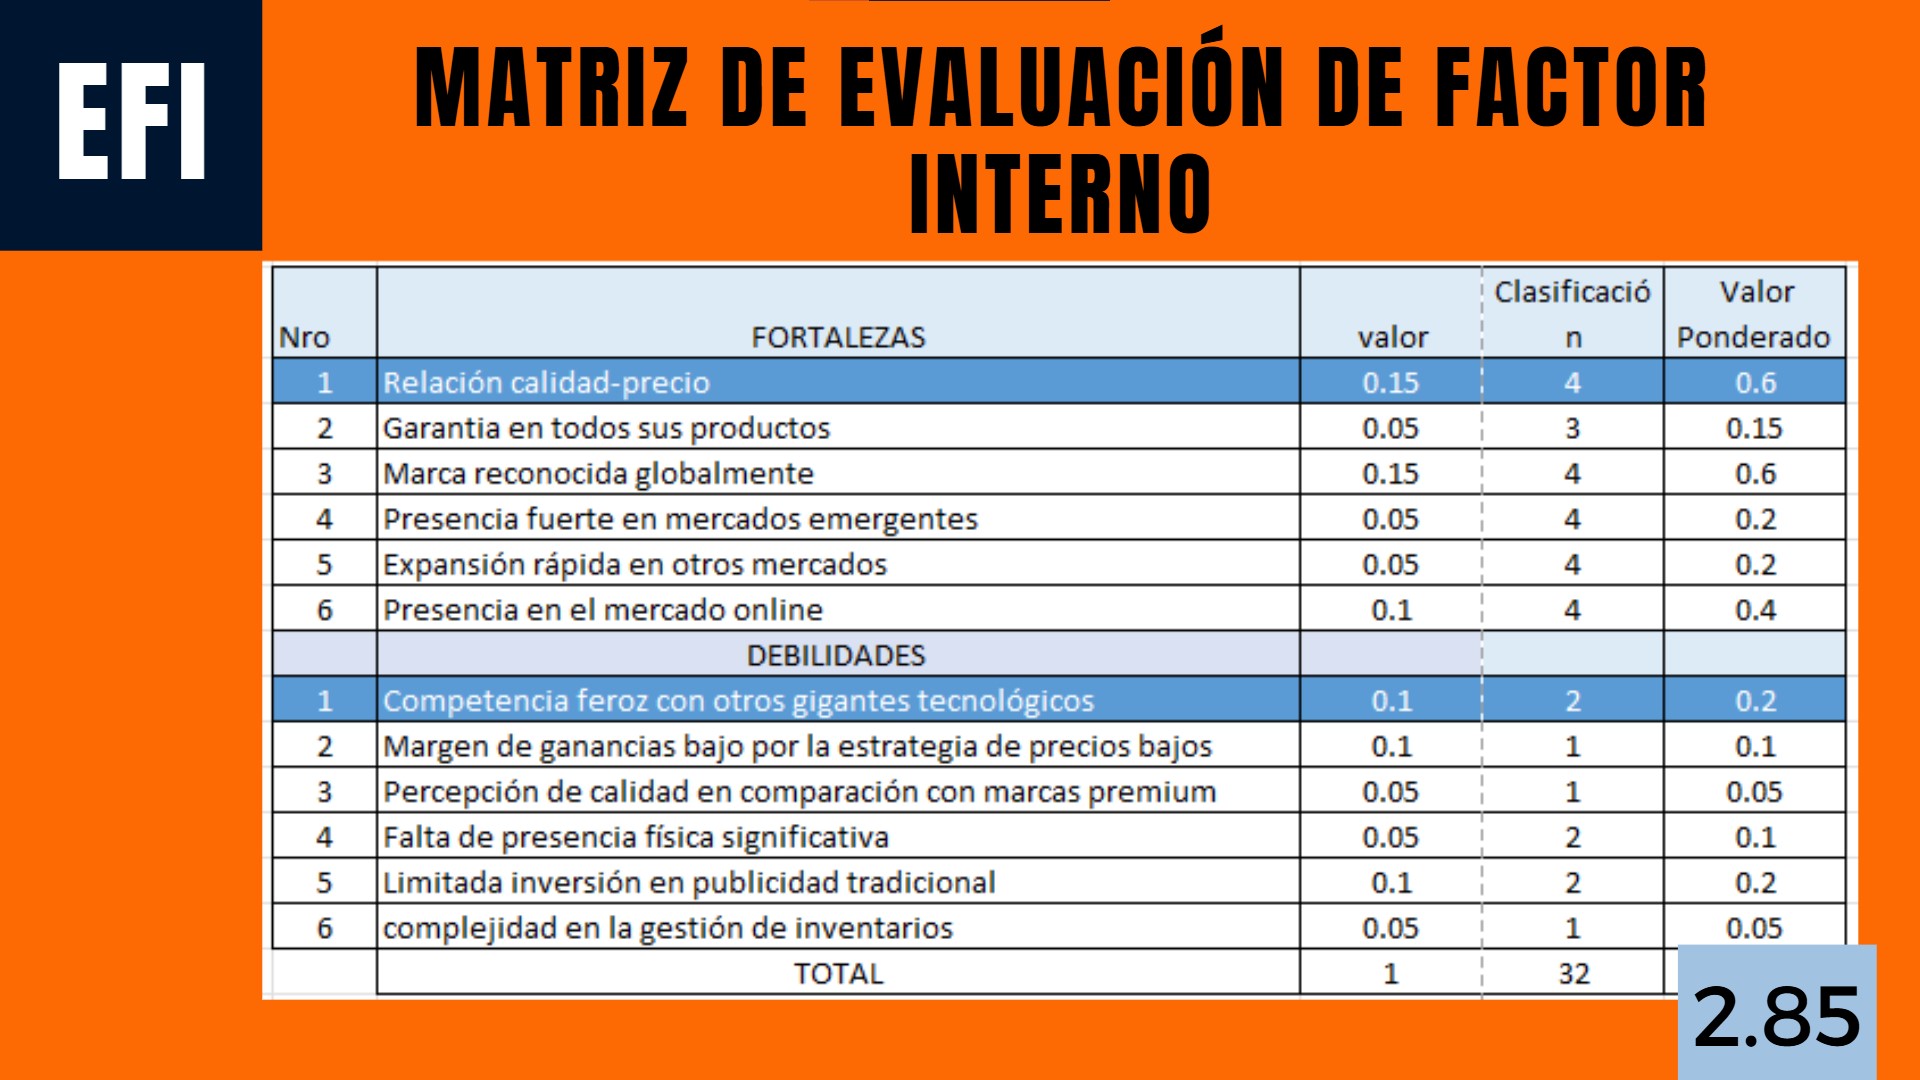 EFI
MATRIZ DE EVALUACIÓN DE FACTOR
INTERNO
Nro FORTALEZAS valor Clasificació
n Valor
Ponderado
1 Relación calidad-precio 0.15 4 0.6
2 Garantia en todos sus productos 0.05 3 0.15
3 Marca reconocida globalmente 0.15 4 0.6
4 Presencia fuerte en mercados emergentes 0.05 4 0.2
5 Expansión rápida en otros mercados 0.05 4 0.2
6 Presencia en el mercado online 0.1 4 0.4
DEBILIDADES
1 Competencia feroz con otros gigantes tecnológicos 0.1 2 0.2
2 Margen de ganancias bajo por la estrategia de precios bajos 0.1 1 0.1
3 Percepción de calidad en comparación con marcas premium 0.05 1 0.05
4 Falta de presencia física significativa 0.05 2 0.1
5 Limitada inversión en publicidad tradicional 0.1 2 0.2
6 complejidad en la gestión de inventarios 0.05 1 0.05
TOTAL 1 32
2.85